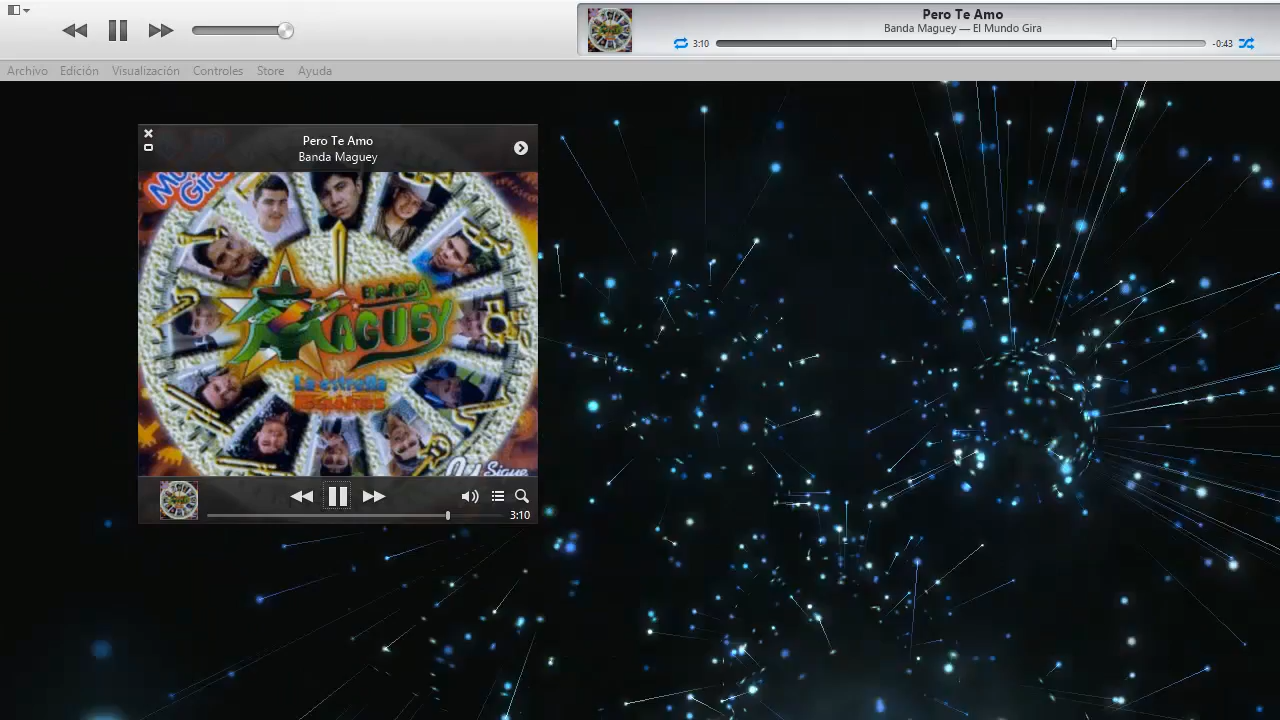 Pero Te Amo
Banda Maguey — El Mundo Gira
3:10
-0:43
Archivo Edición Visualización Controles Store Ayuda
Pero Te Amo
Banda Maguey
BANDA
MAGUEY
La estrella
Sigue
3:10